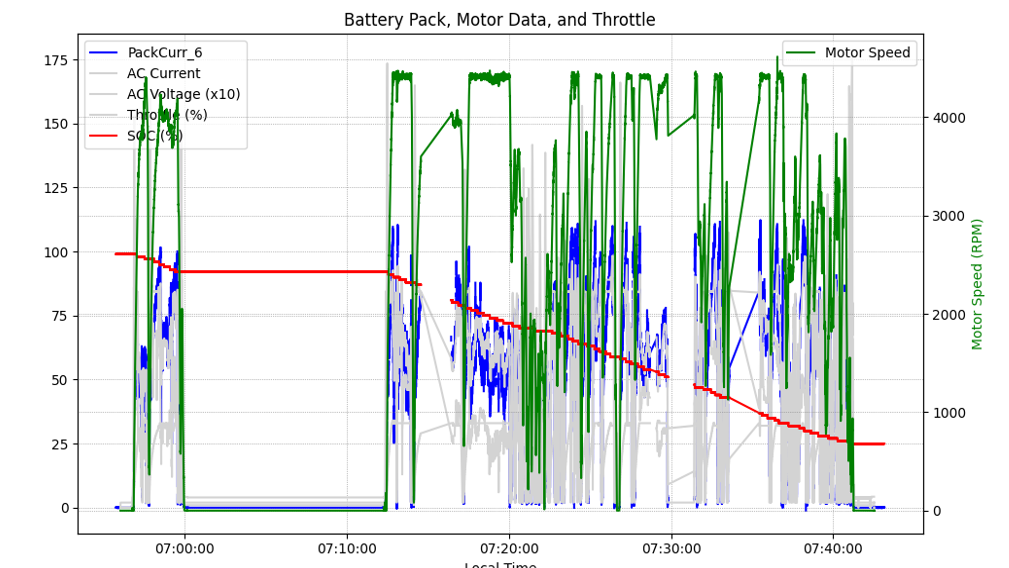 Battery Pack, Motor Data, and Throttle
PackCurr_6
AC Current
AC Voltage (x10)
Throttle (%)
SOC (%)
Motor Speed
175
150
125
100
75
50
25
0
4000
3000
2000
1000
0
Motor Speed (RPM)
07:00:00 07:10:00 07:20:00 07:30:00 07:40:00
Local Time